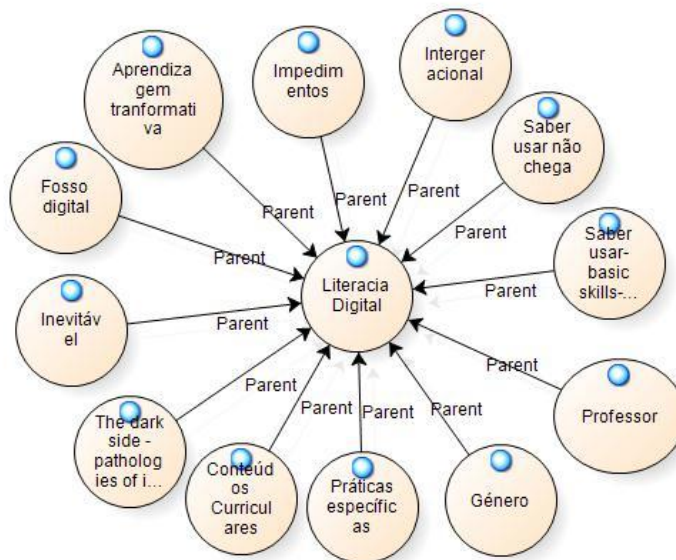 Aprendiza
gem tranformati
va
Impedim
entos
Interger
acional
Saber
usar não
chega
Fosso
digital
Parent
Parent
Parent
Parent
Saber
usar-
basic
skills-...
Parent
Literacia
Digital
Parent
Inevitáv
el
Parent
Parent
Professor
Parent
Parent
Parent
Parent
The dark
side -
pathologi
es of i...
Conteúd
os
Curricul
ares
Práticas
específic
as
Género